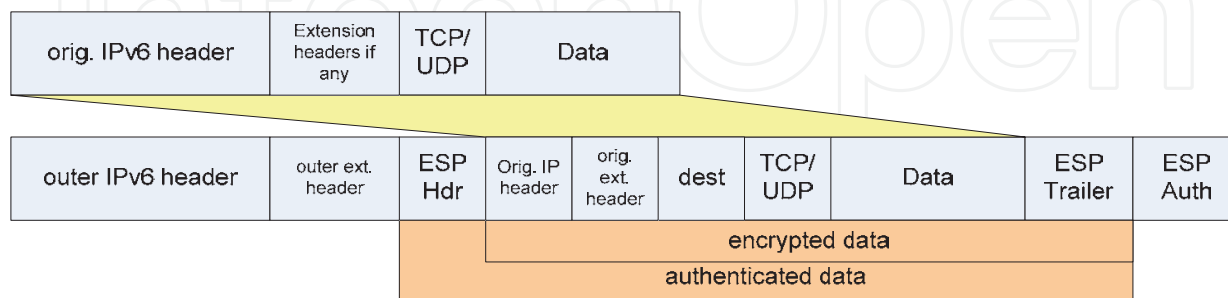 IntechOpen
orig. IPv6 header
Extension
headers if
any
TCP/
UDP
Data
outer IPv6 header
outer ext.
header
ESP
Hdr
Orig. IP
header
orig.
ext.
header
dest
TCP/
UDP
Data
ESP
Trailer
ESP
Auth
encrypted data
authenticated data